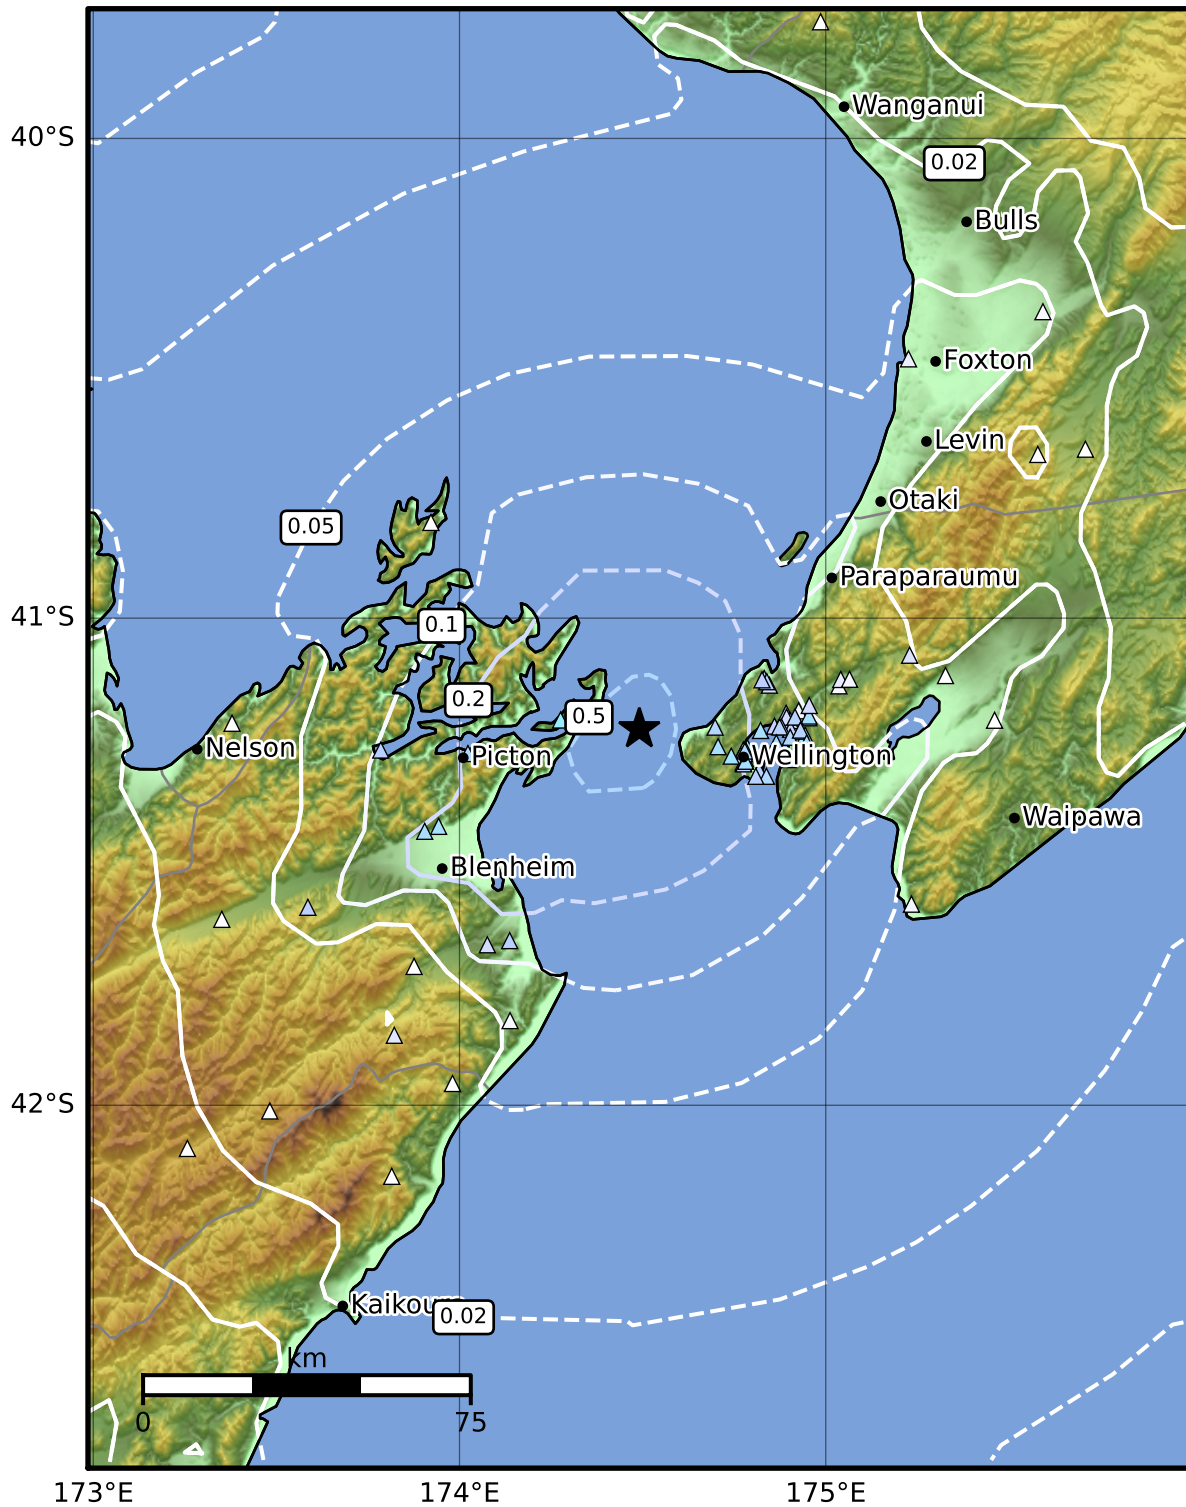 Wanganui
40°S
0.02
Bulls
Foxton
Levin
Otaki
0.05
Paraparaumu
41°S
0.1
0.2
0.5
Nelson
Picton
Wellington
Waipawa
Blenheim
42°S
Kaikoura
0.02
km
0 75
173°E 174°E 175°E